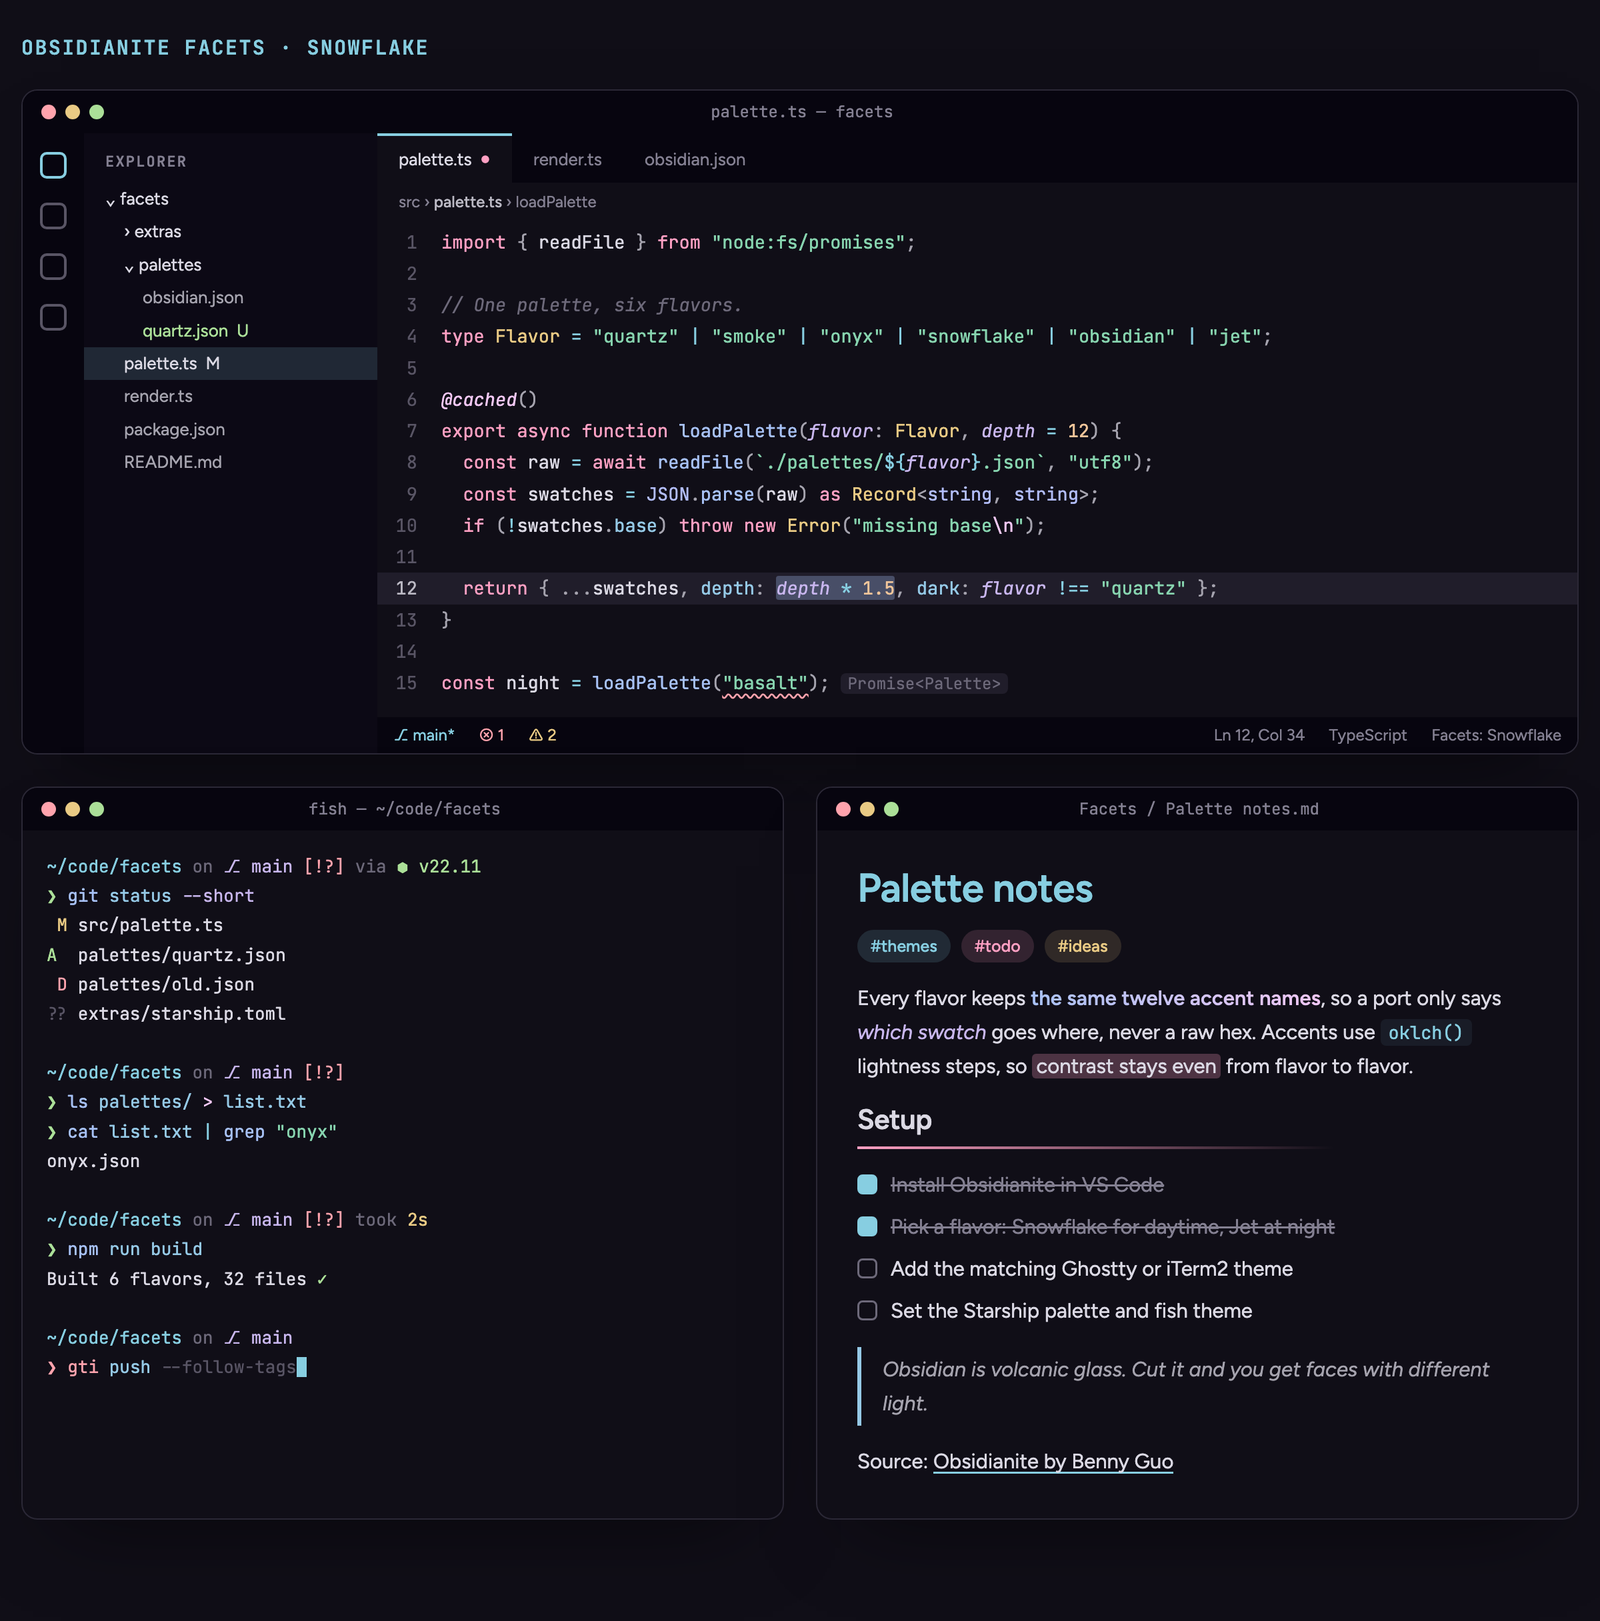 OBSIDIANITE FACETS · SNOWFLAKE
palette.ts — facets
EXPLORER
facets
extras
palettes
obsidian.json
quartz.json U
palette.ts M
render.ts
package.json
README.md
palette.ts ● render.ts obsidian.json
src › palette.ts › loadPalette
1 import { readFile } from "node:fs/promises";
2
3 // One palette, six flavors.
4 type Flavor = "quartz" | "smoke" | "onyx" | "snowflake" | "obsidian" | "jet";
5
6 @cached()
7 export async function loadPalette(flavor: Flavor, depth = 12) {
8 const raw = await readFile(`./palettes/${flavor}.json`, "utf8");
9 const swatches = JSON.parse(raw) as Record<string, string>;
10 if (!swatches.base) throw new Error("missing base\n");
11
12 return { ...swatches, depth: depth * 1.5, dark: flavor !== "quartz" };
13 }
14
15 const night = loadPalette("basalt"); Promise<Palette>
⎇ main* ⊗ 1 ⚠ 2 Ln 12, Col 34 TypeScript Facets: Snowflake
fish — ~/code/facets
~/code/facets on ⎇ main [!?] via ⬢ v22.11
❯ git status --short
M src/palette.ts
A palettes/quartz.json
D palettes/old.json
?? extras/starship.toml
~/code/facets on ⎇ main [!?]
❯ ls palettes/ > list.txt
❯ cat list.txt | grep "onyx"
onyx.json
~/code/facets on ⎇ main [!?] took 2s
❯ npm run build
Built 6 flavors, 32 files ✓
~/code/facets on ⎇ main
❯ gti push --follow-tags
Facets / Palette notes.md
Palette notes
#themes #todo #ideas
Every flavor keeps the same twelve accent names, so a port only says
which swatch goes where, never a raw hex. Accents use oklch()
lightness steps, so contrast stays even from flavor to flavor.
Setup
Install Obsidianite in VS Code
Pick a flavor: Snowflake for daytime, Jet at night
Add the matching Ghostty or iTerm2 theme
Set the Starship palette and fish theme
Obsidian is volcanic glass. Cut it and you get faces with different
light.
Source: Obsidianite by Benny Guo